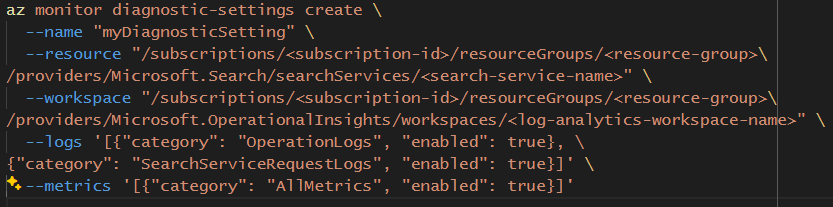 az monitor diagnostic-settings create \
  --name "myDiagnosticSetting" \
  --resource "/subscriptions/<subscription-id>/resourceGroups/<resource-group>\
/providers/Microsoft.Search/searchServices/<search-service-name>" \
  --workspace "/subscriptions/<subscription-id>/resourceGroups/<resource-group>\
/providers/Microsoft.OperationalInsights/workspaces/<log-analytics-workspace-name>" \
  --logs '[{"category": "OperationLogs", "enabled": true}, \
{"category": "SearchServiceRequestLogs", "enabled": true}]' \
  --metrics '[{"category": "AllMetrics", "enabled": true}]'